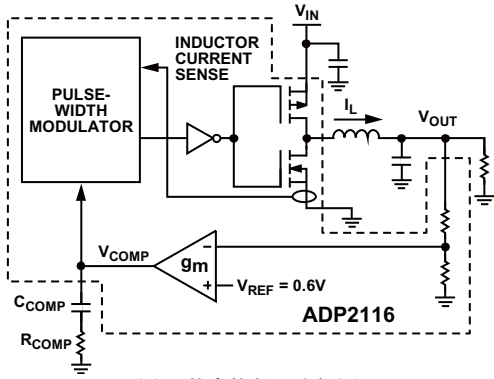 VIN
INDUCTOR
CURRENT
SENSE
PULSE-
WIDTH
MODULATOR
IL
VOUT
VCOMP
gm
−
+
VREF = 0.6V
CCOMP
RCOMP
ADP2116